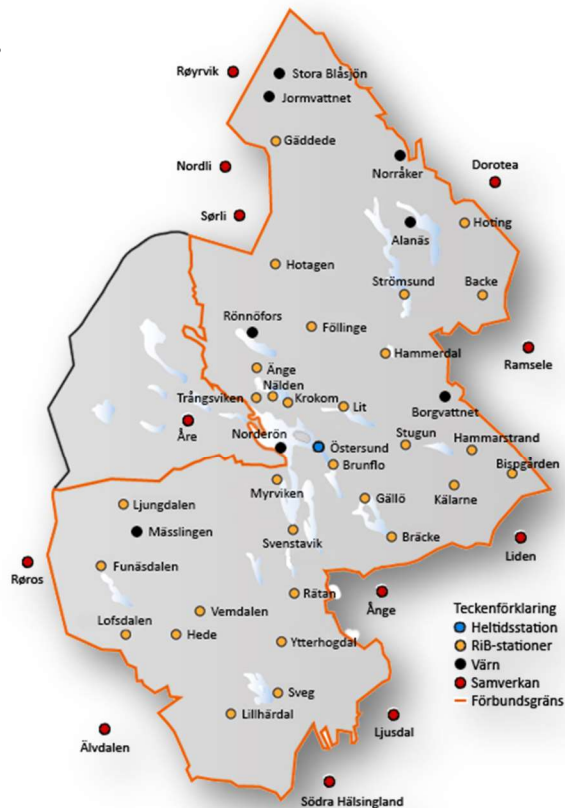 Røyrvik
Stora Blåsjön
Jormvattnet
Gäddede
Norråker
Nordli
Dorotea
Sørli
Alanäs
Hoting
Hotagen
Strömsund
Backe
Rönnöfors
Föllinge
Hammerdal
Ramsele
Änge
Nälden
Trångsviken
Krokom
Lit
Borgvattnet
Åre
Norderön
Östersund
Stugun
Hammarstrand
Brunflo
Bispgården
Myrviken
Gällö
Kälarne
Ljungdalen
Mässlingen
Svenstavik
Bräcke
Liden
Røros
Funäsdalen
Rätan
Ånge
Vemdalen
Lofsdalen
Hede
Ytterhogdal
Sveg
Lillhärdal
Älvdalen
Ljusdal
Södra Hälsingland
Teckenförklaring
Heltidsstation
RiB-stationer
Värn
Samverkan
Förbundsgräns